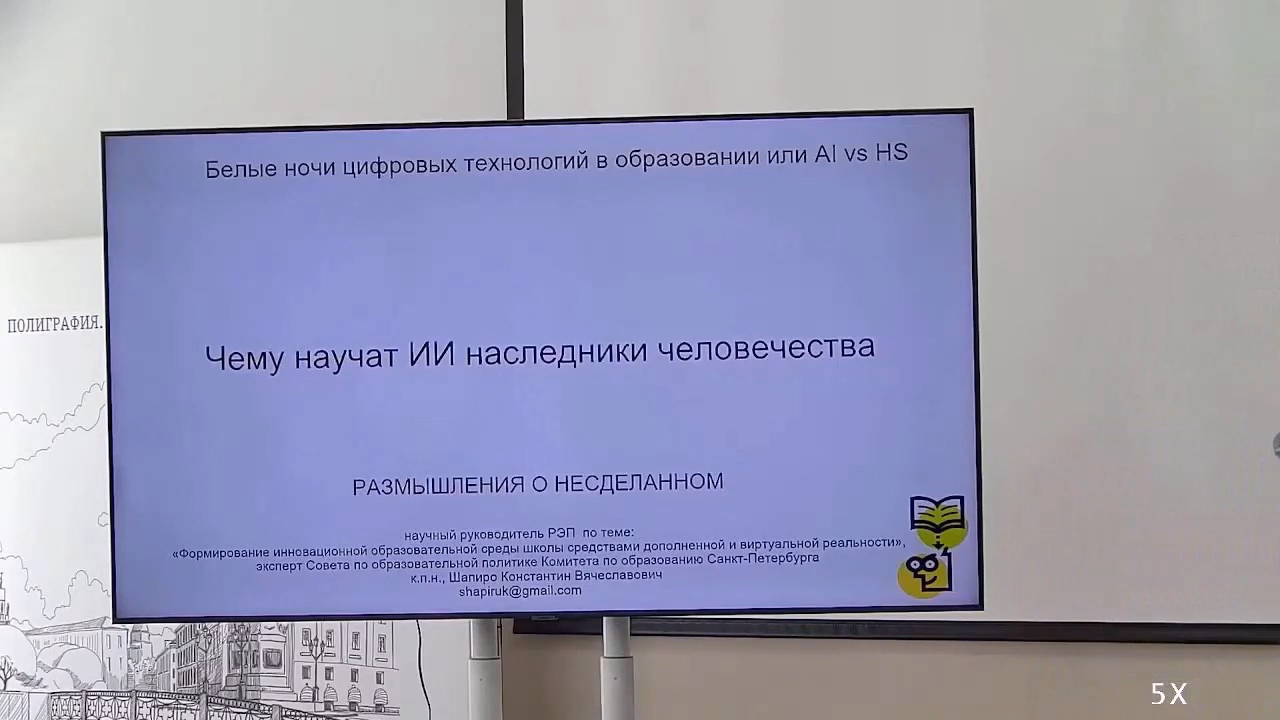 Белые ночи цифровых технологий в образовании или AI vs HS
ПОЛИГРАФИЯ.
Чему научат ИИ наследники человечества
РАЗМЫШЛЕНИЯ О НЕСДЕЛАННОМ
научный руководитель РЭП по теме:
«Формирование инновационной образовательной среды школы средствами дополненной и виртуальной реальности»,
эксперт Совета по образовательной политике Комитета по образованию Санкт-Петербурга
к.п.н., Шапиро Константин Вячеславович
shapiruk@gmail.com
5X